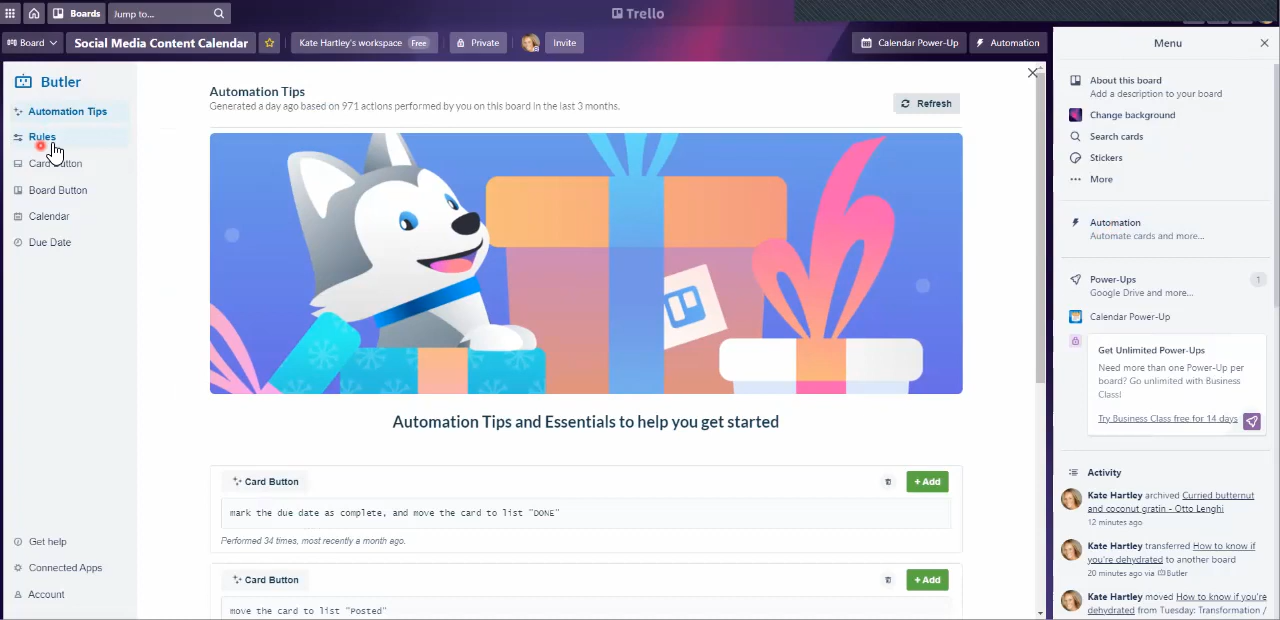 Boards
Jump to...
Trello
Board
Social Media Content Calendar
Kate Hartley's workspace Free
Private
Invite
Calendar Power-Up
Automation
Menu
Butler
Automation Tips
Rules
Card Button
Board Button
Calendar
Due Date
Get help
Connected Apps
Account
Automation Tips
Generated a day ago based on 971 actions performed by you on this board in the last 3 months.
Refresh
Automation Tips and Essentials to help you get started
Card Button
+ Add
mark the due date as complete, and move the card to list "DONE"
Performed 34 times, most recently a month ago.
Card Button
+ Add
move the card to list "Posted"
About this board
Add a description to your board
Change background
Search cards
Stickers
More
Automation
Automate cards and more...
Power-Ups 1
Google Drive and more...
Calendar Power-Up
Get Unlimited Power-Ups
Need more than one Power-Up per
board? Go unlimited with Business
Class!
Try Business Class free for 14 days
Activity
Kate Hartley archived Curried butternut
and coconut gratin - Otto Lenghi
12 minutes ago
Kate Hartley transferred How to know if
you're dehydrated to another board
20 minutes ago via Butler
Kate Hartley moved How to know if you're
dehydrated from Tuesday: Transformation /